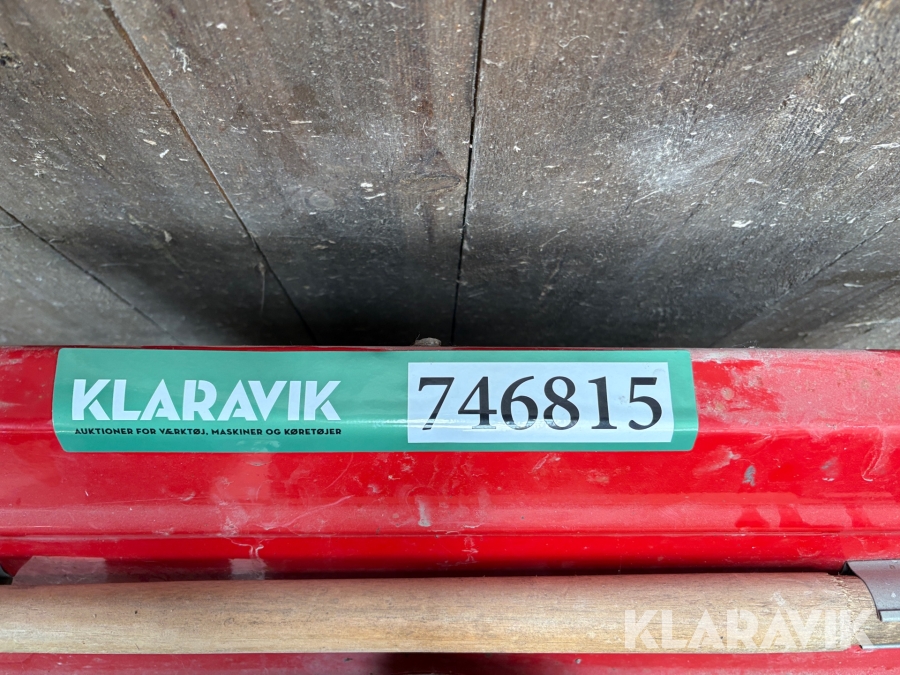 KLARAVIK
AUKTIONER FOR VÆRKTØJ, MASKINER OG KØRETØJER
746815
KLARAVIK